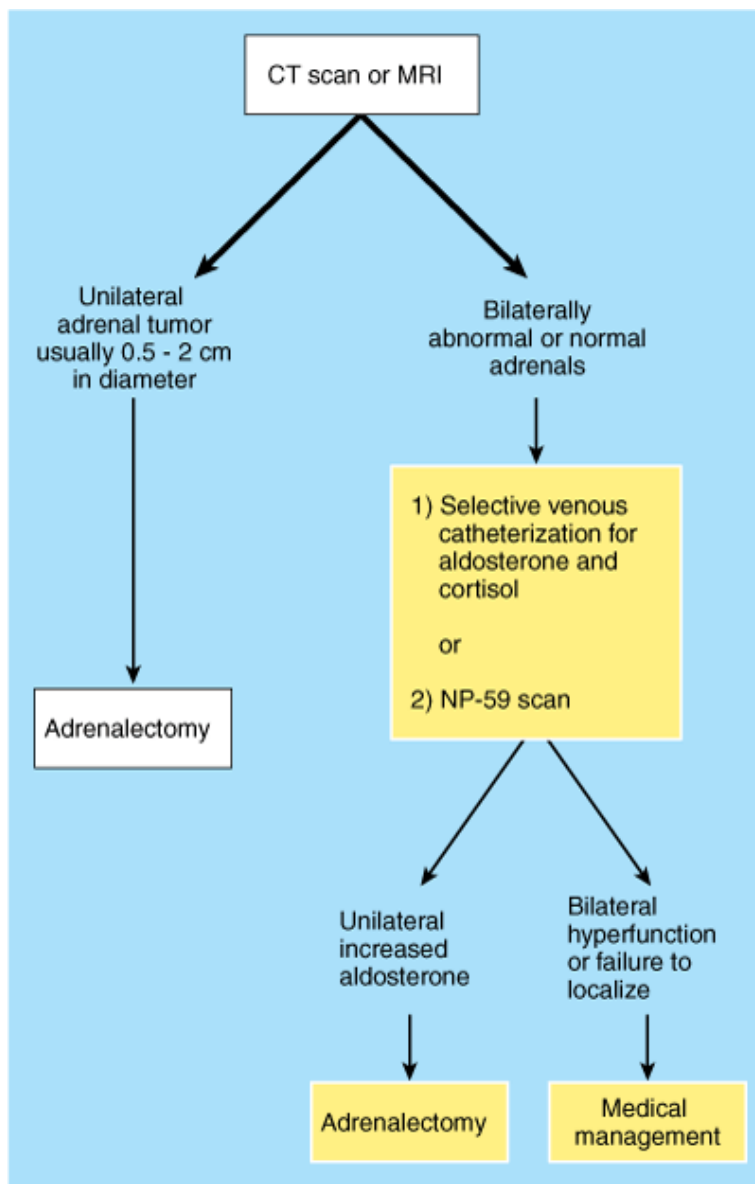 CT scan or MRI
Unilateral
adrenal tumor
usually 0.5 - 2 cm
in diameter
Bilaterally
abnormal or normal
adrenals
1) Selective venous
catheterization for
aldosterone and
cortisol
or
2) NP-59 scan
Adrenalectomy
Unilateral
increased
aldosterone
Bilateral
hyperfunction
or failure to
localize
Adrenalectomy
Medical
management